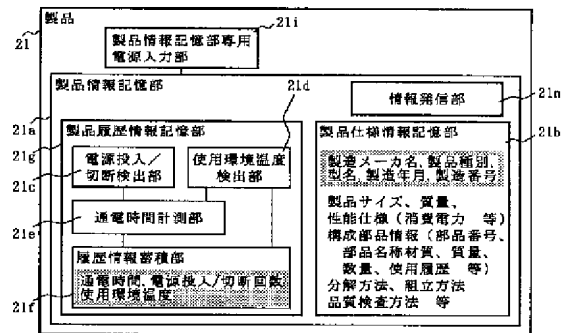 製品
21
21i
製品情報記憶部専用
電源入力部
製品情報記憶部
21d
情報発信部
21n
21a
製品履歴情報記憶部
製品仕様情報記憶部
21b
21g
電源投入/
切断検出部
使用環境温度
検出部
21c
製造メーカ名,製品種別,
型名,製造年月,製造番号
通電時間計測部
21e
製品サイズ、質量、
性能仕様(消費電力 等)
構成部品情報(部品番号、
部品名称材質、質量、
数量、使用履歴 等)
分解方法、組立方法
品質検査方法 等
履歴情報蓄積部
通電時間,電源投入/切断回数
使用環境温度
21f